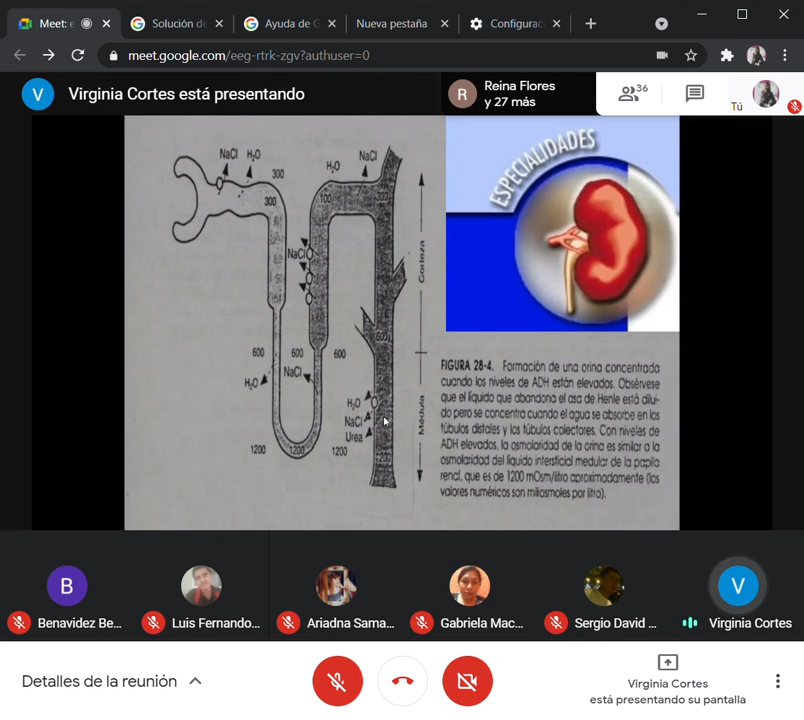 Meet: e
Solución de
Ayuda de G
Nueva pestaña
Configurac
meet.google.com/eeg-rtrk-zgv?authuser=0
V
Virginia Cortes está presentando
R
Reina Flores
y 27 más
36
Tú
NaCl
H₂O
300
300
H₂O
NaCl
100
300
NaCl
Corteza
ESPECIALIDADES
600
600
600
600
H₂O
NaCl
H₂O
NaCl
Urea
Médula
1200
1200
1200
1200
FIGURA 28-4. Formación de una orina concentrada
cuando los niveles de ADH están elevados. Obsérvese
que el líquido que abandona el asa de Henle está dilui-
do pero se concentra cuando el agua se absorbe en los
túbulos distales y los túbulos colectores. Con niveles de
ADH elevados, la osmolaridad de la orina es similar a la
osmolaridad del líquido intersticial medular de la papila
renal, que es de 1200 mOsm/litro aproximadamente (los
valores numéricos son miliosmoles por litro).
B
Benavidez Be...
Luis Fernando...
Ariadna Sama...
Gabriela Mac...
Sergio David ...
V
Virginia Cortes
Detalles de la reunión
Virginia Cortes
está presentando su pantalla